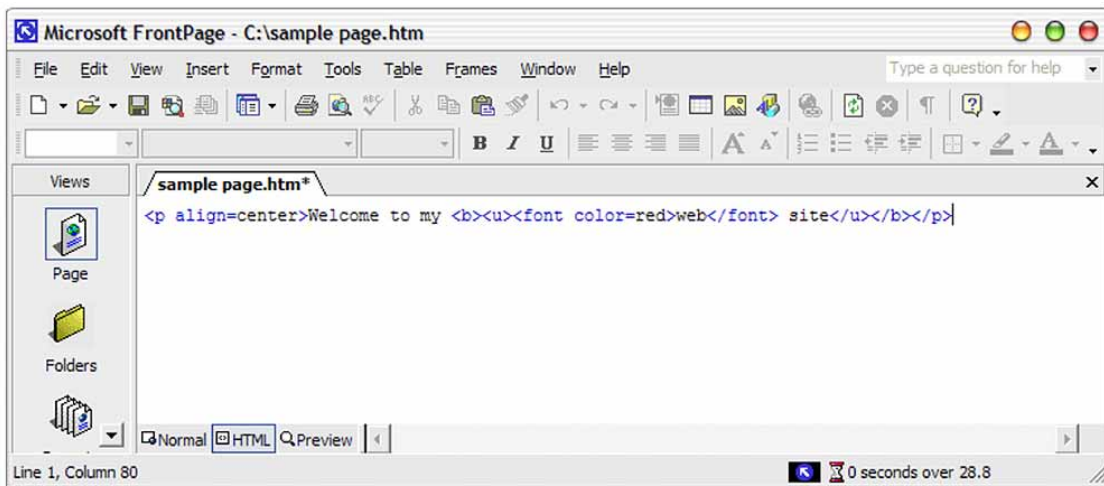 Microsoft FrontPage - C:\sample page.htm
File Edit View Insert Format Tools Table Frames Window Help Type a question for help
ABC
B I U A A A
Views
sample page.htm*
<p align=center>Welcome to my <b><u><font color=red>web</font> site</u></b></p>
Page
Folders
Normal HTML Preview
Line 1, Column 80 0 seconds over 28.8